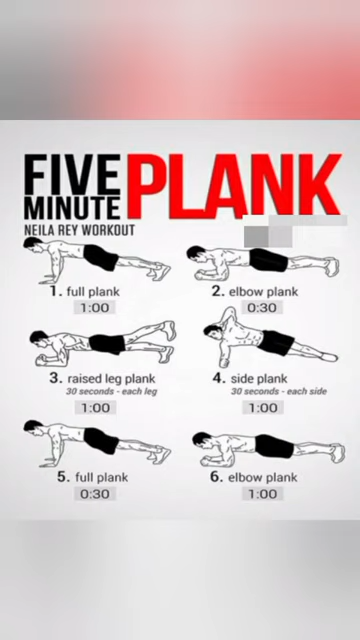 FIVE
MINUTE
PLANK
NEILA REY WORKOUT
1. full plank
1:00
2. elbow plank
0:30
3. raised leg plank
30 seconds - each leg
1:00
4. side plank
30 seconds - each side
1:00
5. full plank
0:30
6. elbow plank
1:00